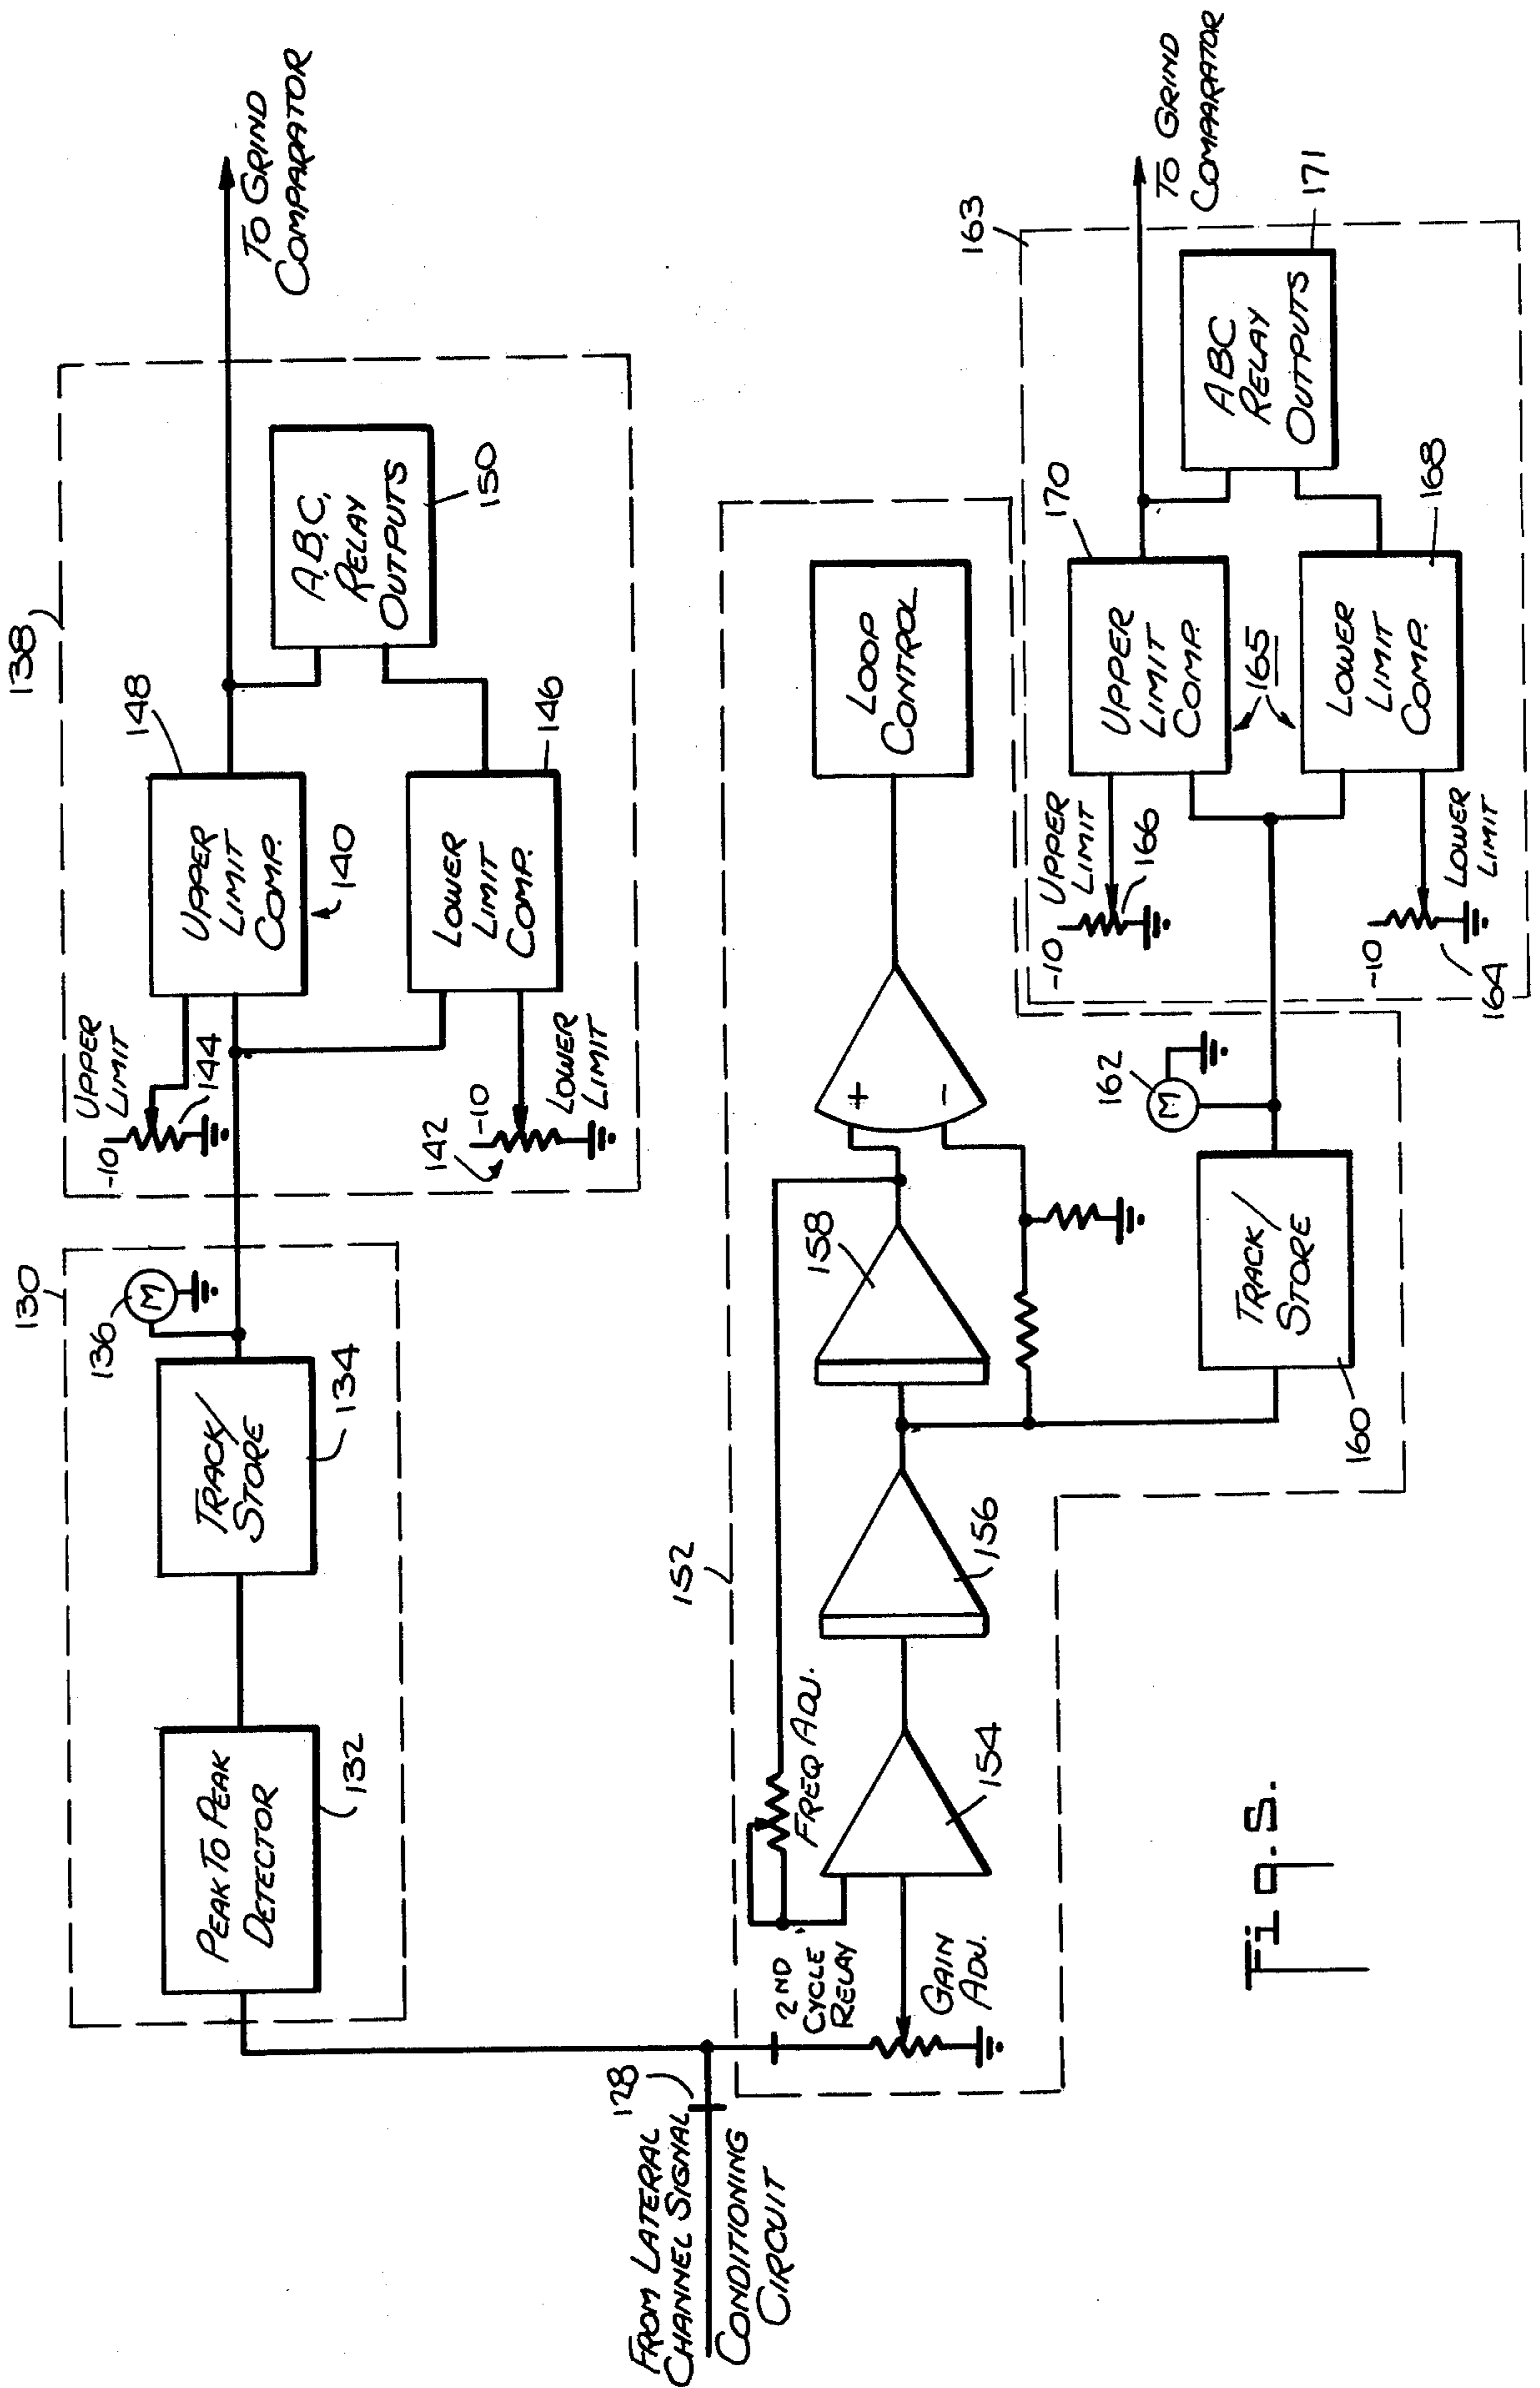 138
148
UPPER
LIMIT
COMP.
140
UPPER
LIMIT
144
-10
LOWER
LIMIT
COMP.
146
142
-10
LOWER
LIMIT
A.B.C.
RELAY
OUTPUTS
150
TO GRIND
COMPARATOR
130
136
M
TRACK/
STORE
134
PEAK TO PEAK
DETECTOR
132
FROM LATERAL
CHANNEL SIGNAL
CONDITIONING
CIRCUIT
128
152
2ND
CYCLE
RELAY
GAIN
ADJ.
FREQ ADJ.
154
156
158
+
-
LOOP
CONTROL
TRACK/
STORE
160
162
M
163
UPPER
LIMIT
-10
166
UPPER
LIMIT
COMP.
170
165
LOWER
LIMIT
COMP.
168
-10
LOWER
LIMIT
164
ABC
RELAY
OUTPUTS
171
TO GRIND
COMPARATOR
Fig.5.